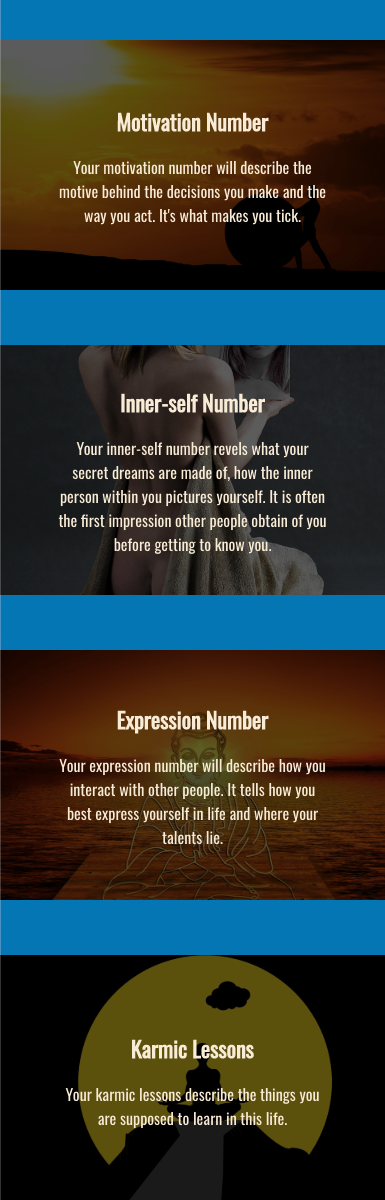 Motivation Number
Your motivation number will describe the
motive behind the decisions you make and the
way you act. It's what makes you tick.
Inner-self Number
Your inner-self number revels what your
secret dreams are made of, how the inner
person within you pictures yourself. It is often
the first impression other people obtain of you
before getting to know you.
Expression Number
Your expression number will describe how you
interact with other people. It tells how you
best express yourself in life and where your
talents lie.
Karmic Lessons
Your karmic lessons describe the things you
are supposed to learn in this life.